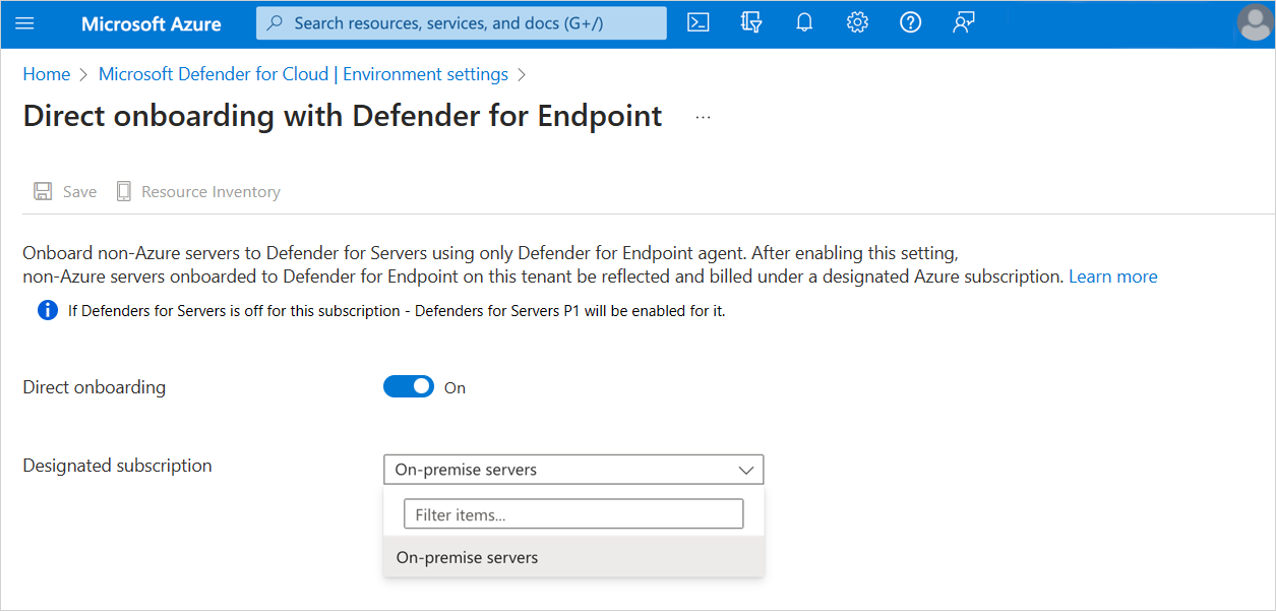 Microsoft Azure
Search resources, services, and docs (G+/)
Home > Microsoft Defender for Cloud | Environment settings >
Direct onboarding with Defender for Endpoint ...
Save Resource Inventory
Onboard non-Azure servers to Defender for Servers using only Defender for Endpoint agent. After enabling this setting,
non-Azure servers onboarded to Defender for Endpoint on this tenant be reflected and billed under a designated Azure subscription. Learn more
If Defenders for Servers is off for this subscription - Defenders for Servers P1 will be enabled for it.
Direct onboarding On
Designated subscription On-premise servers
Filter items...
On-premise servers